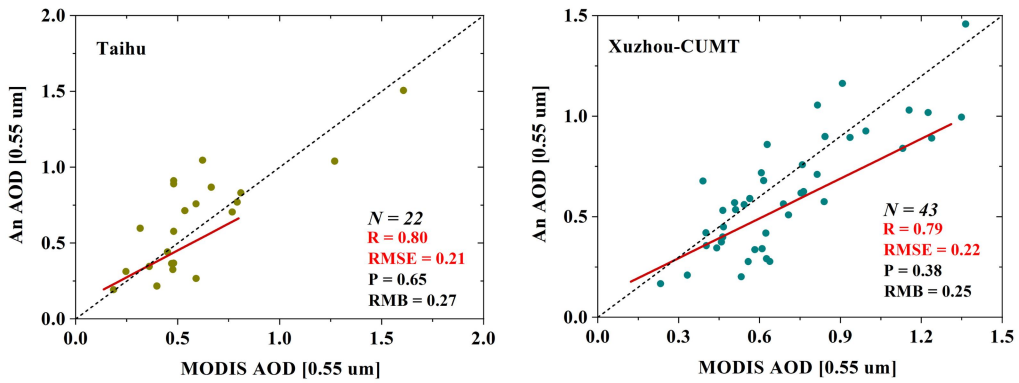 Taihu
An AOD [0.55 um]
2.0
1.5
1.0
0.5
0.0
N = 22
R = 0.80
RMSE = 0.21
P = 0.65
RMB = 0.27
0.0 0.5 1.0 1.5 2.0
MODIS AOD [0.55 um]
Xuzhou-CUMT
An AOD [0.55 um]
1.5
1.0
0.5
0.0
N = 43
R = 0.79
RMSE = 0.22
P = 0.38
RMB = 0.25
0.0 0.3 0.6 0.9 1.2 1.5
MODIS AOD [0.55 um]